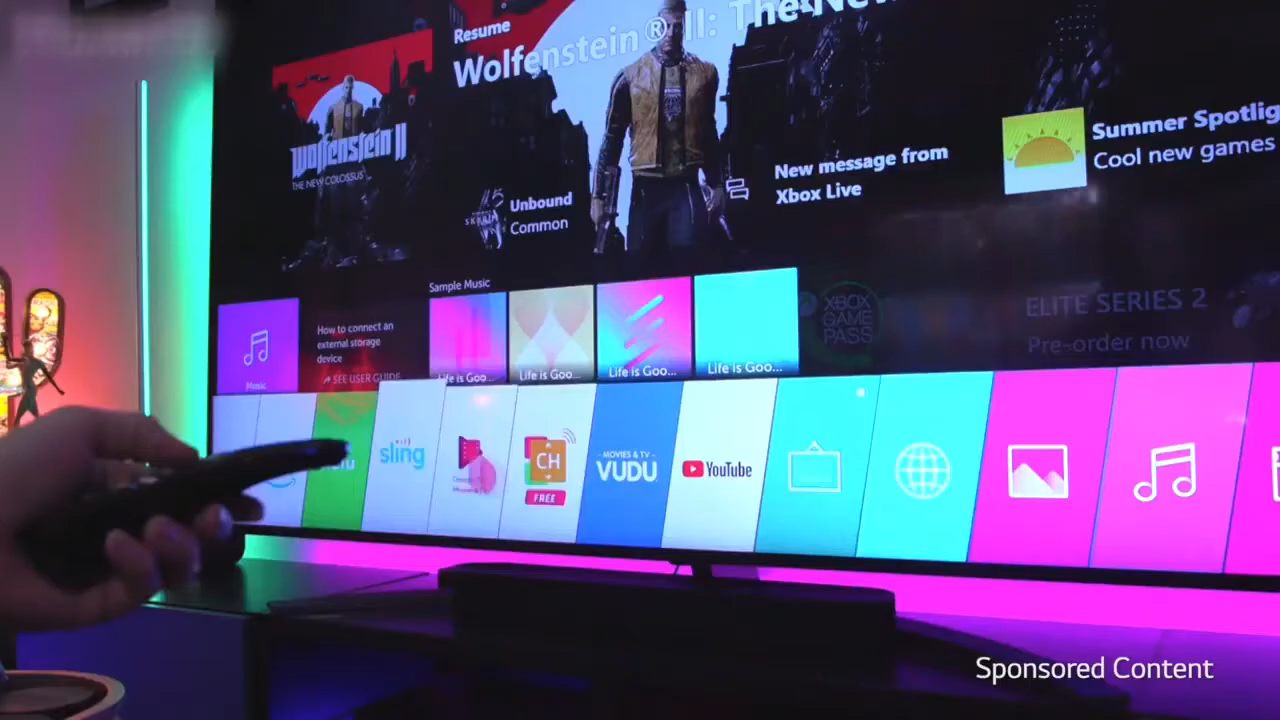 Resume
Wolfenstein® II: The New
Wolfenstein II
THE NEW COLOSSUS
Unbound
Common
SKYRIM
New message from
Xbox Live
Summer Spotlig
Cool new games
Sample Music
Music
How to connect an
external storage
device
SEE USER GUIDE
Life is Goo...
Life is Goo...
Life is Goo...
Life is Goo...
XBOX
GAME
PASS
ELITE SERIES 2
Pre-order now
sling
CH
FREE
- MOVIES & TV -
VUDU
YouTube
Sponsored Content